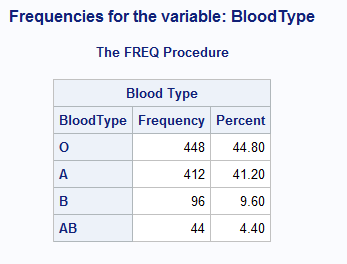 Frequencies for the variable: BloodType
The FREQ Procedure
Blood Type
BloodType Frequency Percent
O 448 44.80
A 412 41.20
B 96 9.60
AB 44 4.40